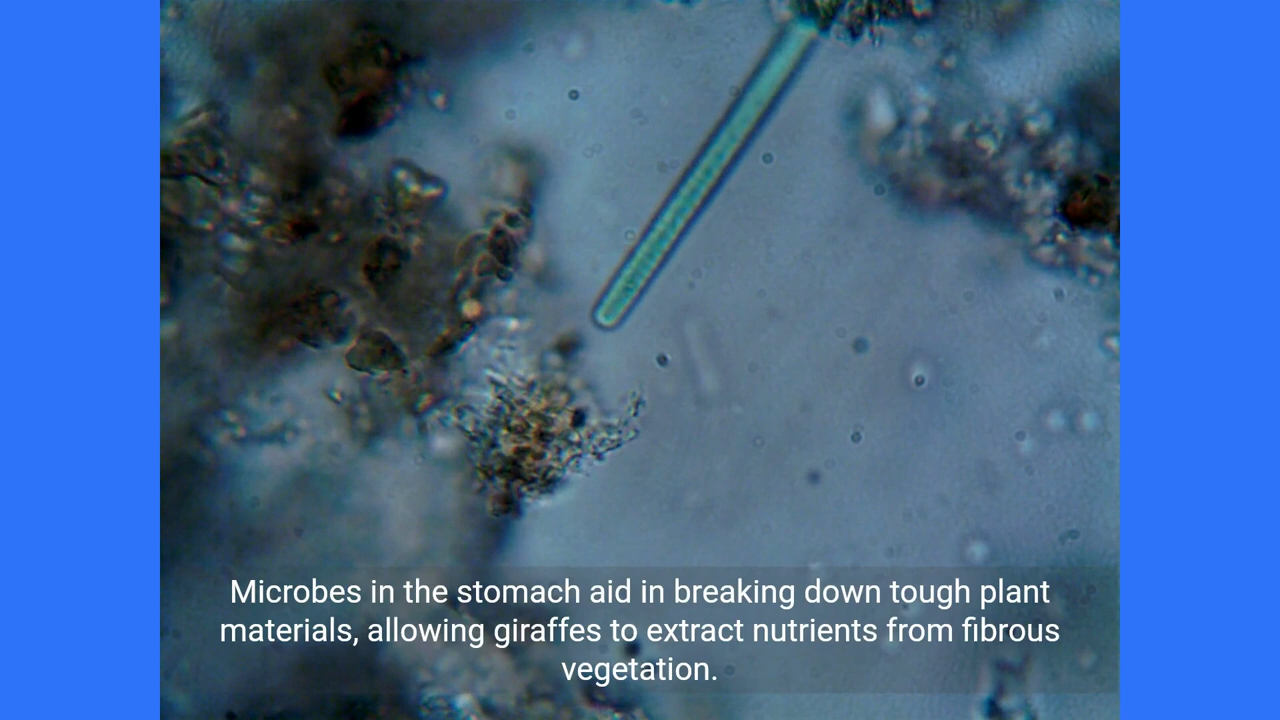 Microbes in the stomach aid in breaking down tough plant
materials, allowing giraffes to extract nutrients from fibrous
vegetation.